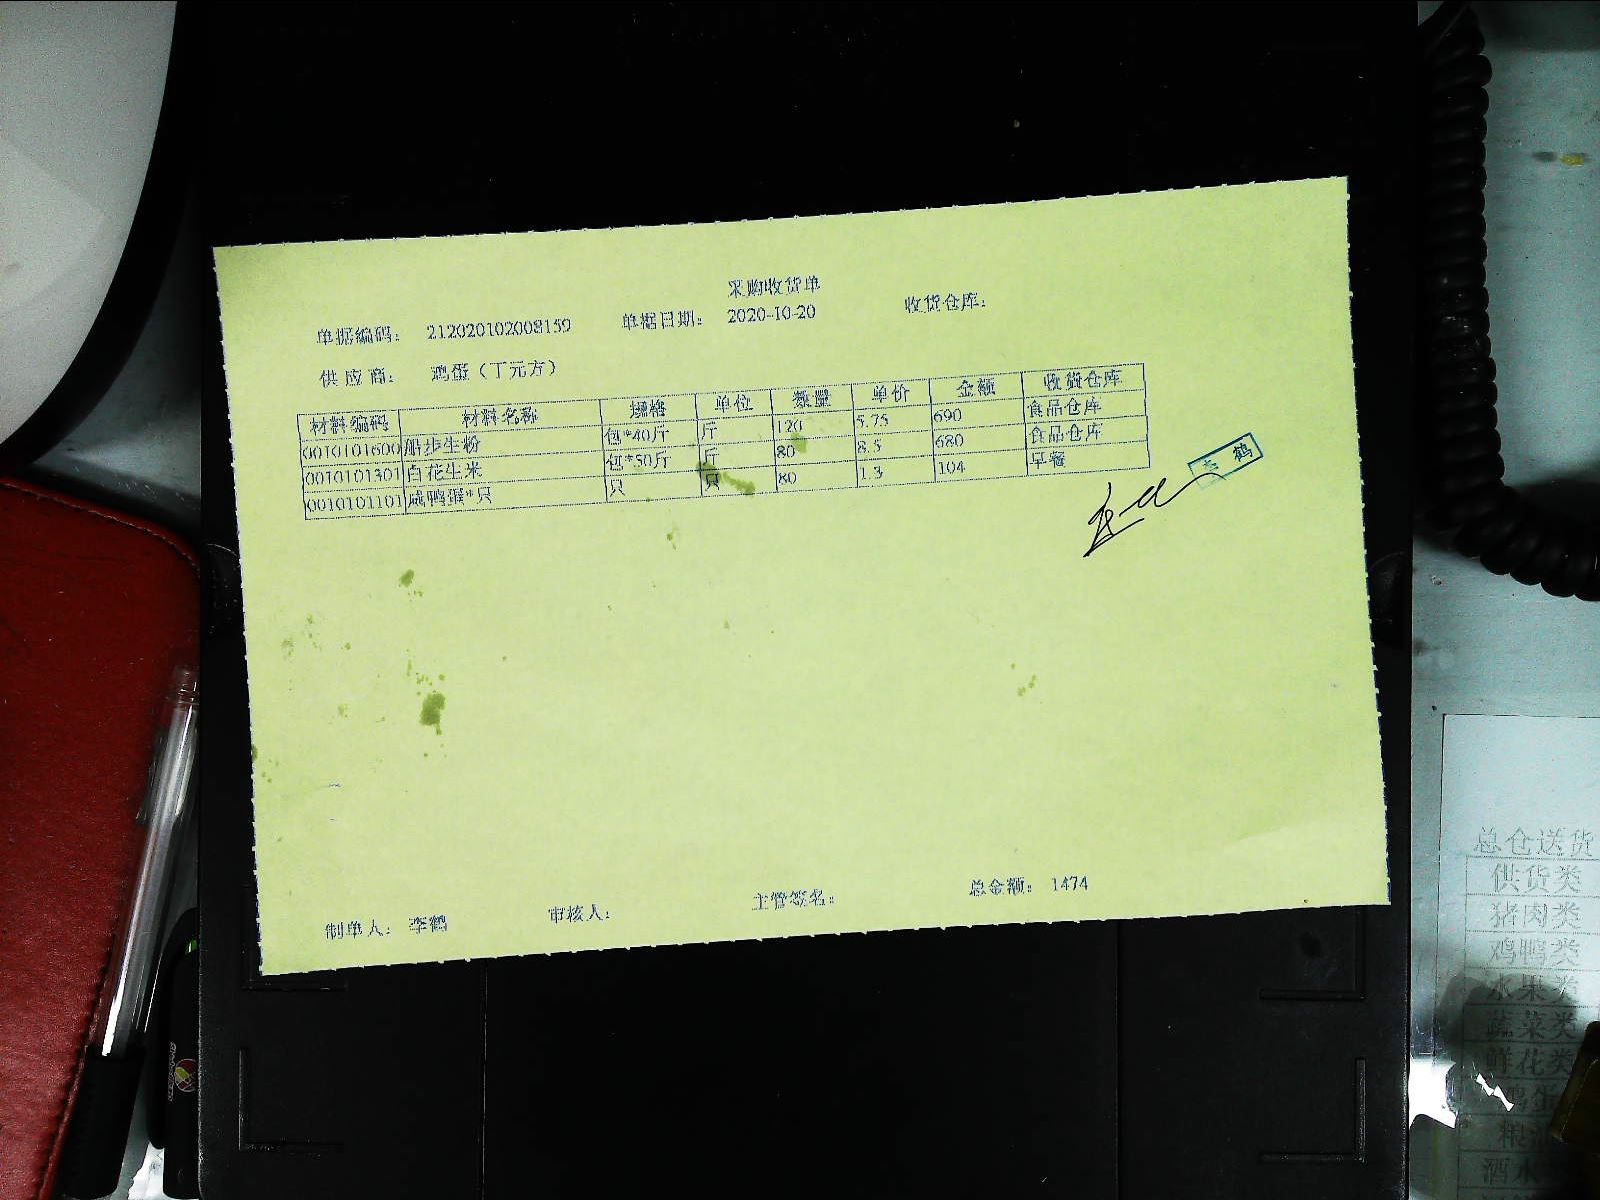 采购收货单
单据编码： 212020102008159 单据日期： 2020-10-20 收货仓库：
供应商： 鸡蛋（丁元方）
材料编码 材料名称 规格 单位 数量 单价 金额 收货仓库
0010101600 船步生粉 包*40斤 斤 120 5.75 690 食品仓库
0010101301 白花生米 包*50斤 斤 80 8.5 680 食品仓库
0010101101 咸鸭蛋*只 只 只 80 1.3 104 早餐
鹤
制单人： 李鹤 审核人： 主管签名： 总金额： 1474
总仓送货
供货类
猪肉类
鸡鸭类
水果类
蔬菜类
鲜花类
鸡蛋
酒水